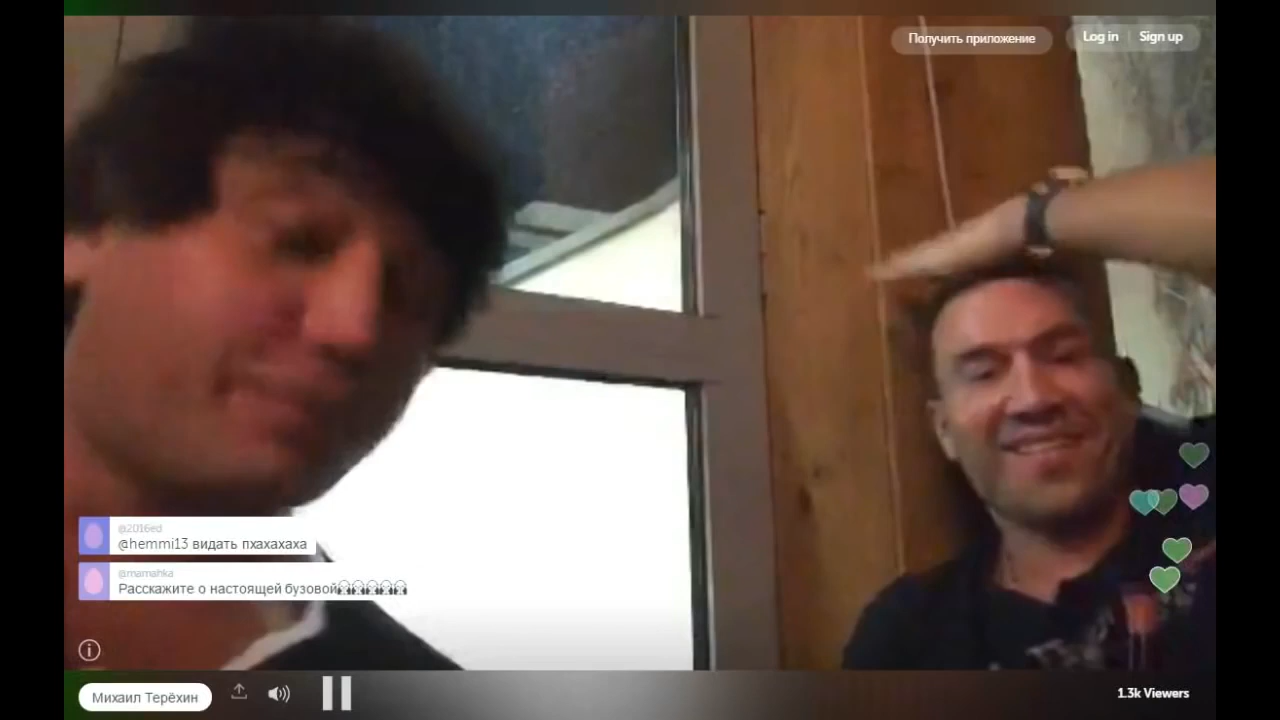 Получить приложение
Log in
Sign up
@2016ed
@hemmi13 видать пхахахаха
@mamahka
Расскажите о настоящей бузовой
Михаил Терёхин
1.3k Viewers